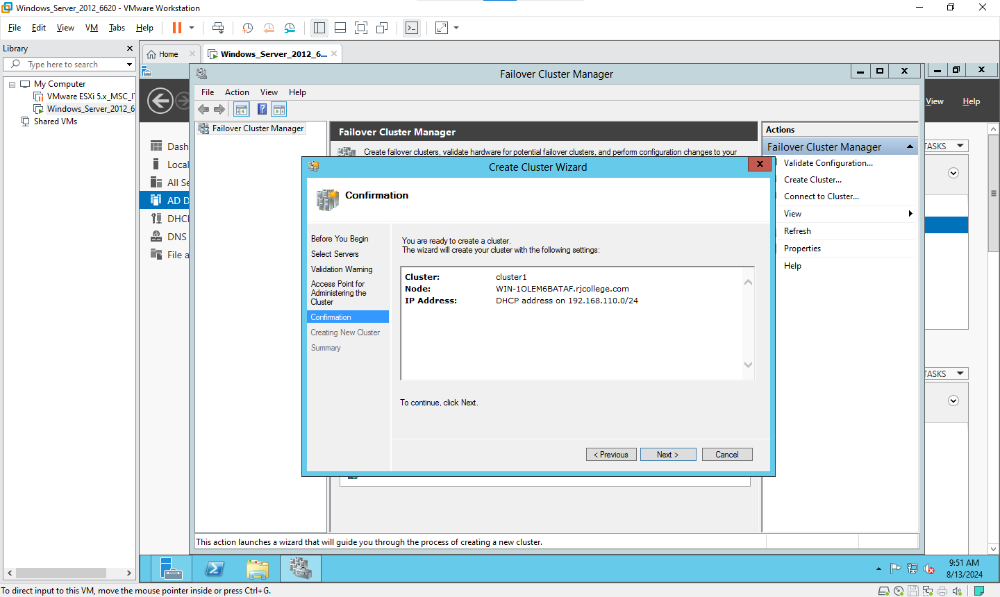 Windows_Server_2012_6620 - VMware Workstation
File Edit View VM Tabs Help
Library
Type here to search
My Computer
VMware ESXi 5.x_MSC_I
Windows_Server_2012_6
Shared VMs
Home
Windows_Server_2012_6...
Failover Cluster Manager
File Action View Help
View Help
Failover Cluster Manager
Failover Cluster Manager
Create failover clusters, validate hardware for potential failover clusters, and perform configuration changes to your
Actions
Failover Cluster Manager
Validate Configuration...
Create Cluster...
Connect to Cluster...
View
Refresh
Properties
Help
TASKS
TASKS
Dash
Local
All Se
AD D
DHC
DNS
File a
Create Cluster Wizard
Confirmation
Before You Begin
Select Servers
Validation Warning
Access Point for
Administering the
Cluster
Confirmation
Creating New Cluster
Summary
You are ready to create a cluster.
The wizard will create your cluster with the following settings:
Cluster: cluster1
Node: WIN-1OLEM6BATAF.rjcollege.com
IP Address: DHCP address on 192.168.110.0/24
To continue, click Next.
< Previous Next > Cancel
This action launches a wizard that will guide you through the process of creating a new cluster.
9:51 AM
8/13/2024
To direct input to this VM, move the mouse pointer inside or press Ctrl+G.